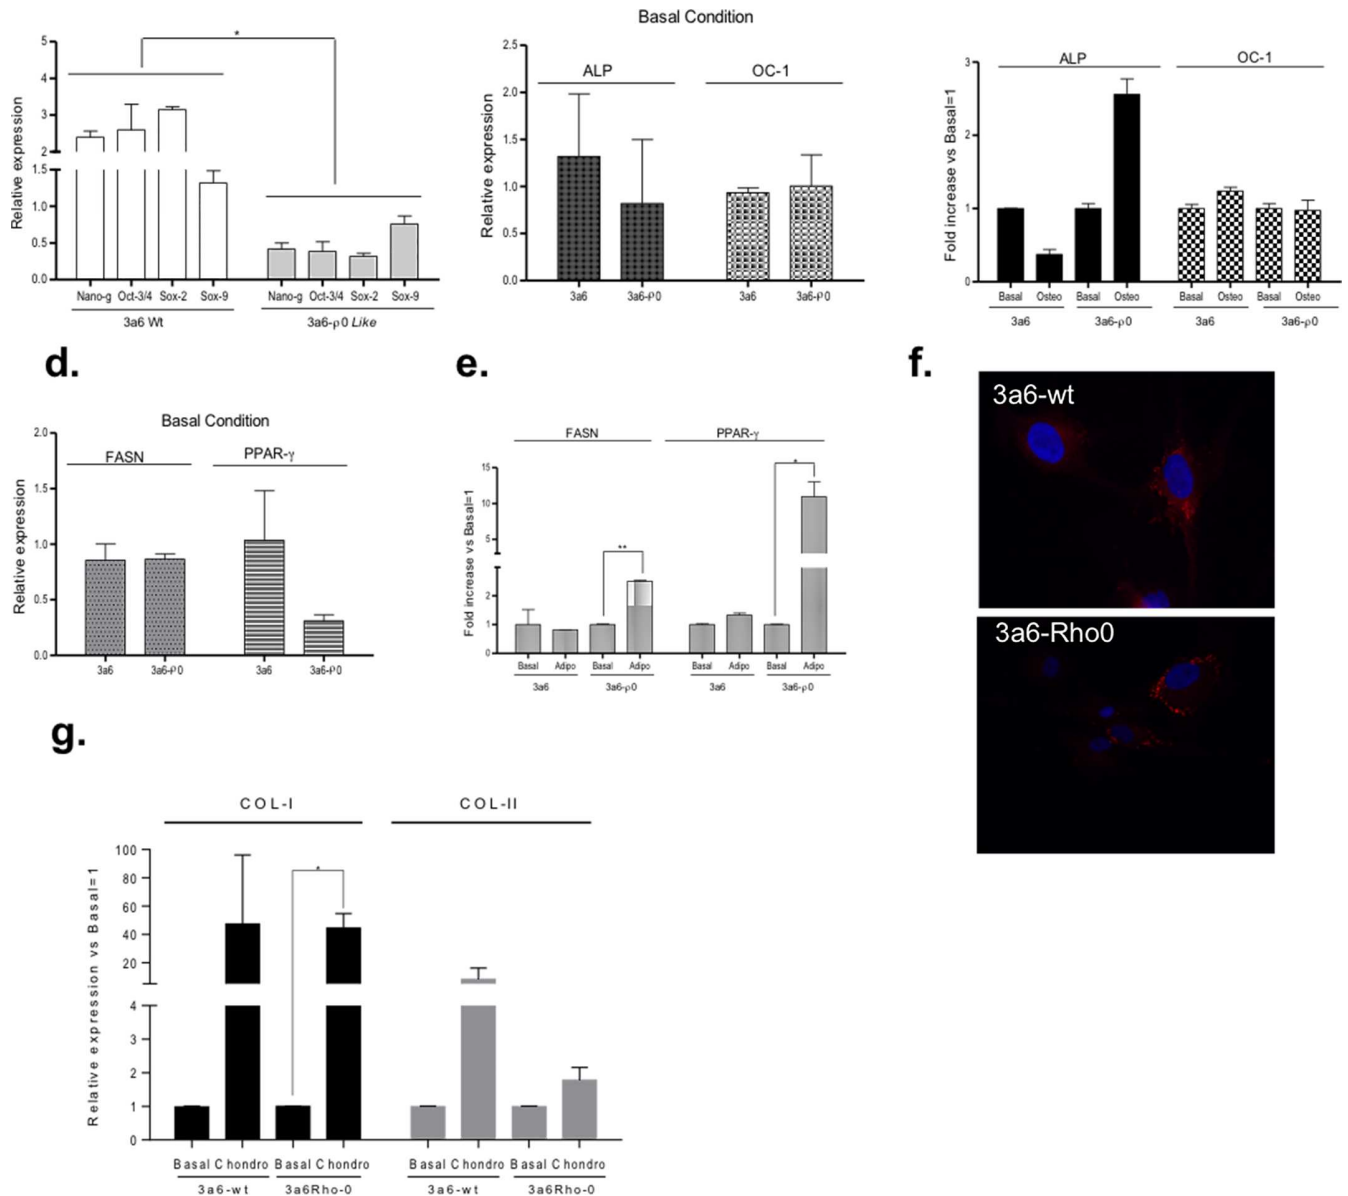 5
4
3
2
1.5
1.0
0.5
0.0
Relative expression
*
Nano-g Oct-3/4 Sox-2 Sox-9 Nano-g Oct-3/4 Sox-2 Sox-9
3a6 Wt 3a6-ρ0 Like
Basal Condition
2.5
2.0
1.5
1.0
0.5
0.0
Relative expression
ALP OC-1
3a6 3a6-ρ0 3a6 3a6-ρ0
3
2
1
0
Fold increase vs Basal=1
ALP OC-1
Basal Osteo Basal Osteo Basal Osteo Basal Osteo
3a6 3a6-ρ0 3a6 3a6-ρ0
d.
Basal Condition
2.0
1.5
1.0
0.5
0.0
Relative expression
FASN PPAR-γ
3a6 3a6-ρ0 3a6 3a6-ρ0
e.
FASN PPAR-γ
15
10
5
2
1
0
Fold increase vs Basal=1
**
*
Basal Adipo Basal Adipo Basal Adipo Basal Adipo
3a6 3a6-ρ0 3a6 3a6-ρ0
f.
3a6-wt
3a6-Rho0
g.
COL-I COL-II
100
80
60
40
20
4
3
2
1
0
Relative expression vs Basal=1
*
Basal Chondro Basal Chondro Basal Chondro Basal Chondro
3a6-wt 3a6Rho-0 3a6-wt 3a6Rho-0